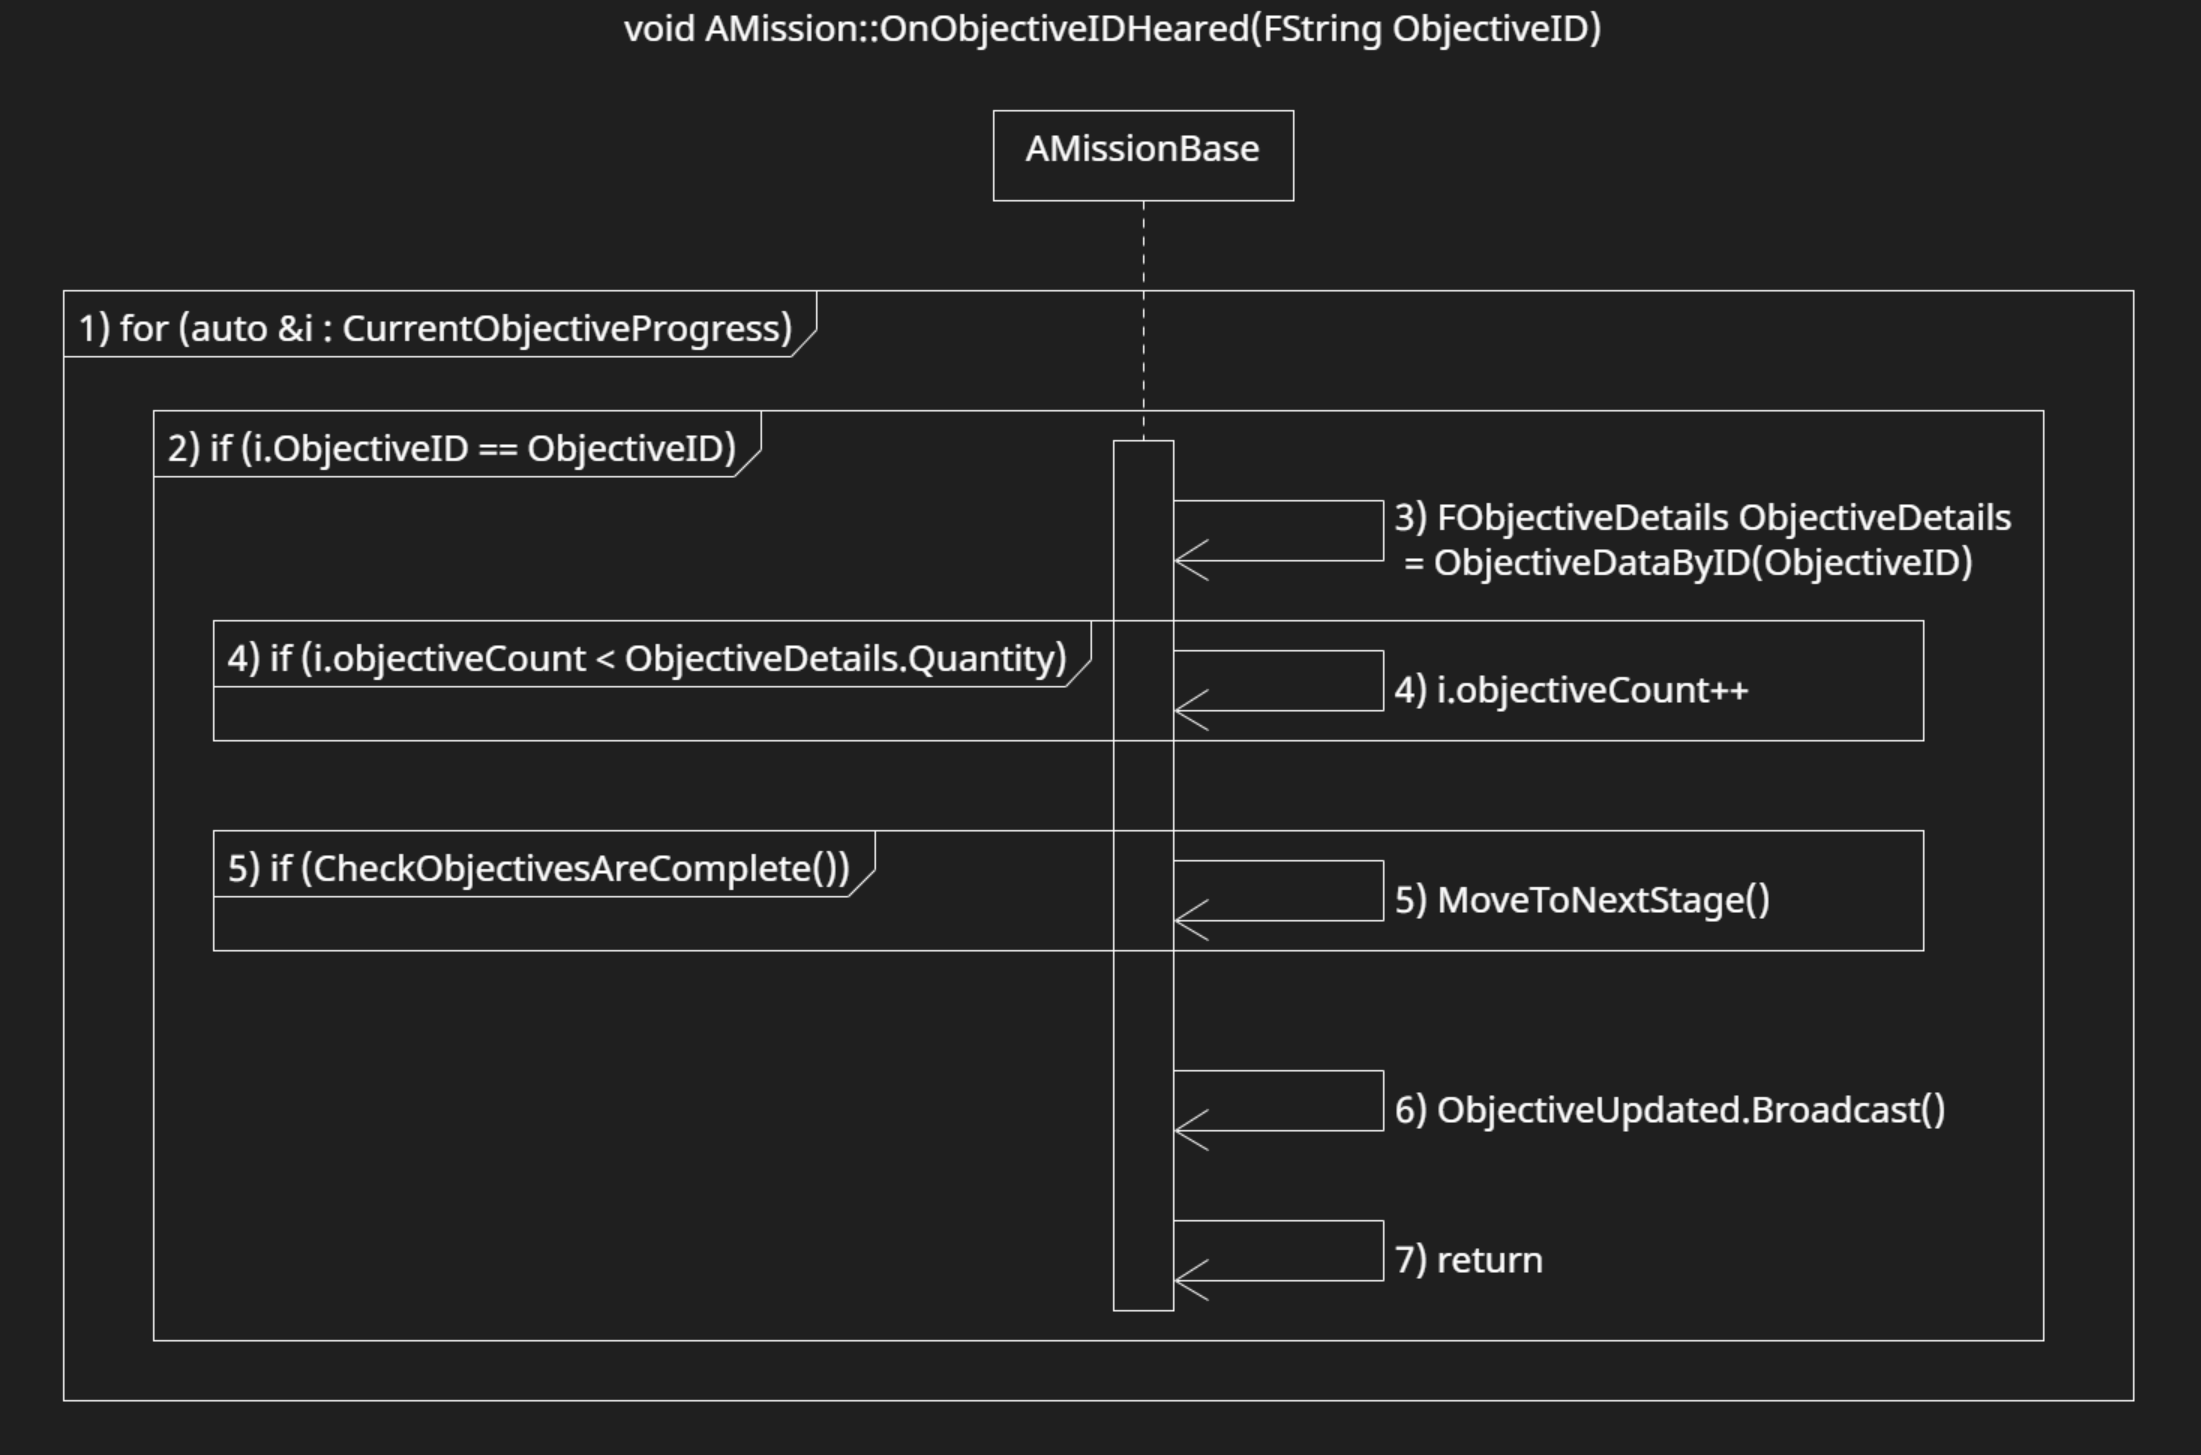 void AMission::OnObjectiveIDHeared(FString ObjectiveID)
AMissionBase
1) for (auto &i : CurrentObjectiveProgress)
2) if (i.ObjectiveID == ObjectiveID)
3) FObjectiveDetails ObjectiveDetails
= ObjectiveDataByID(ObjectiveID)
4) if (i.objectiveCount < ObjectiveDetails.Quantity)
4) i.objectiveCount++
5) if (CheckObjectivesAreComplete())
5) MoveToNextStage()
6) ObjectiveUpdated.Broadcast()
7) return